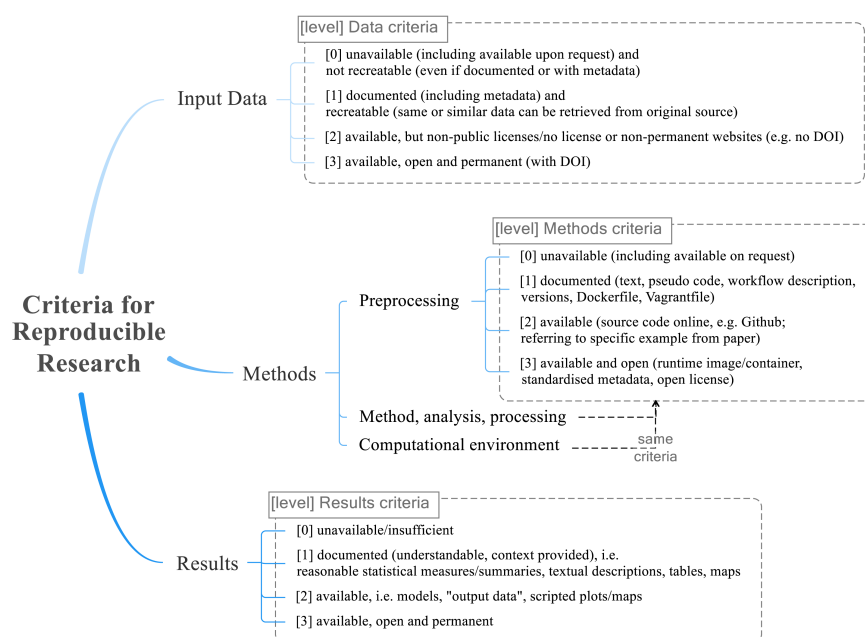 [level] Data criteria
[0] unavailable (including available upon request) and
not recreatable (even if documented or with metadata)
Input Data
[1] documented (including metadata) and
recreatable (same or similar data can be retrieved from original source)
[2] available, but non-public licenses/no license or non-permanent websites (e.g. no DOI)
[3] available, open and permanent (with DOI)
[level] Methods criteria
[0] unavailable (including available on request)
[1] documented (text, pseudo code, workflow description,
versions, Dockerfile, Vagrantfile)
Preprocessing
[2] available (source code online, e.g. Github;
referring to specific example from paper)
[3] available and open (runtime image/container,
standardised metadata, open license)
Criteria for
Reproducible
Research
Methods
Method, analysis, processing
Computational environment
same
criteria
[level] Results criteria
[0] unavailable/insufficient
[1] documented (understandable, context provided), i.e.
reasonable statistical measures/summaries, textual descriptions, tables, maps
Results
[2] available, i.e. models, "output data", scripted plots/maps
[3] available, open and permanent